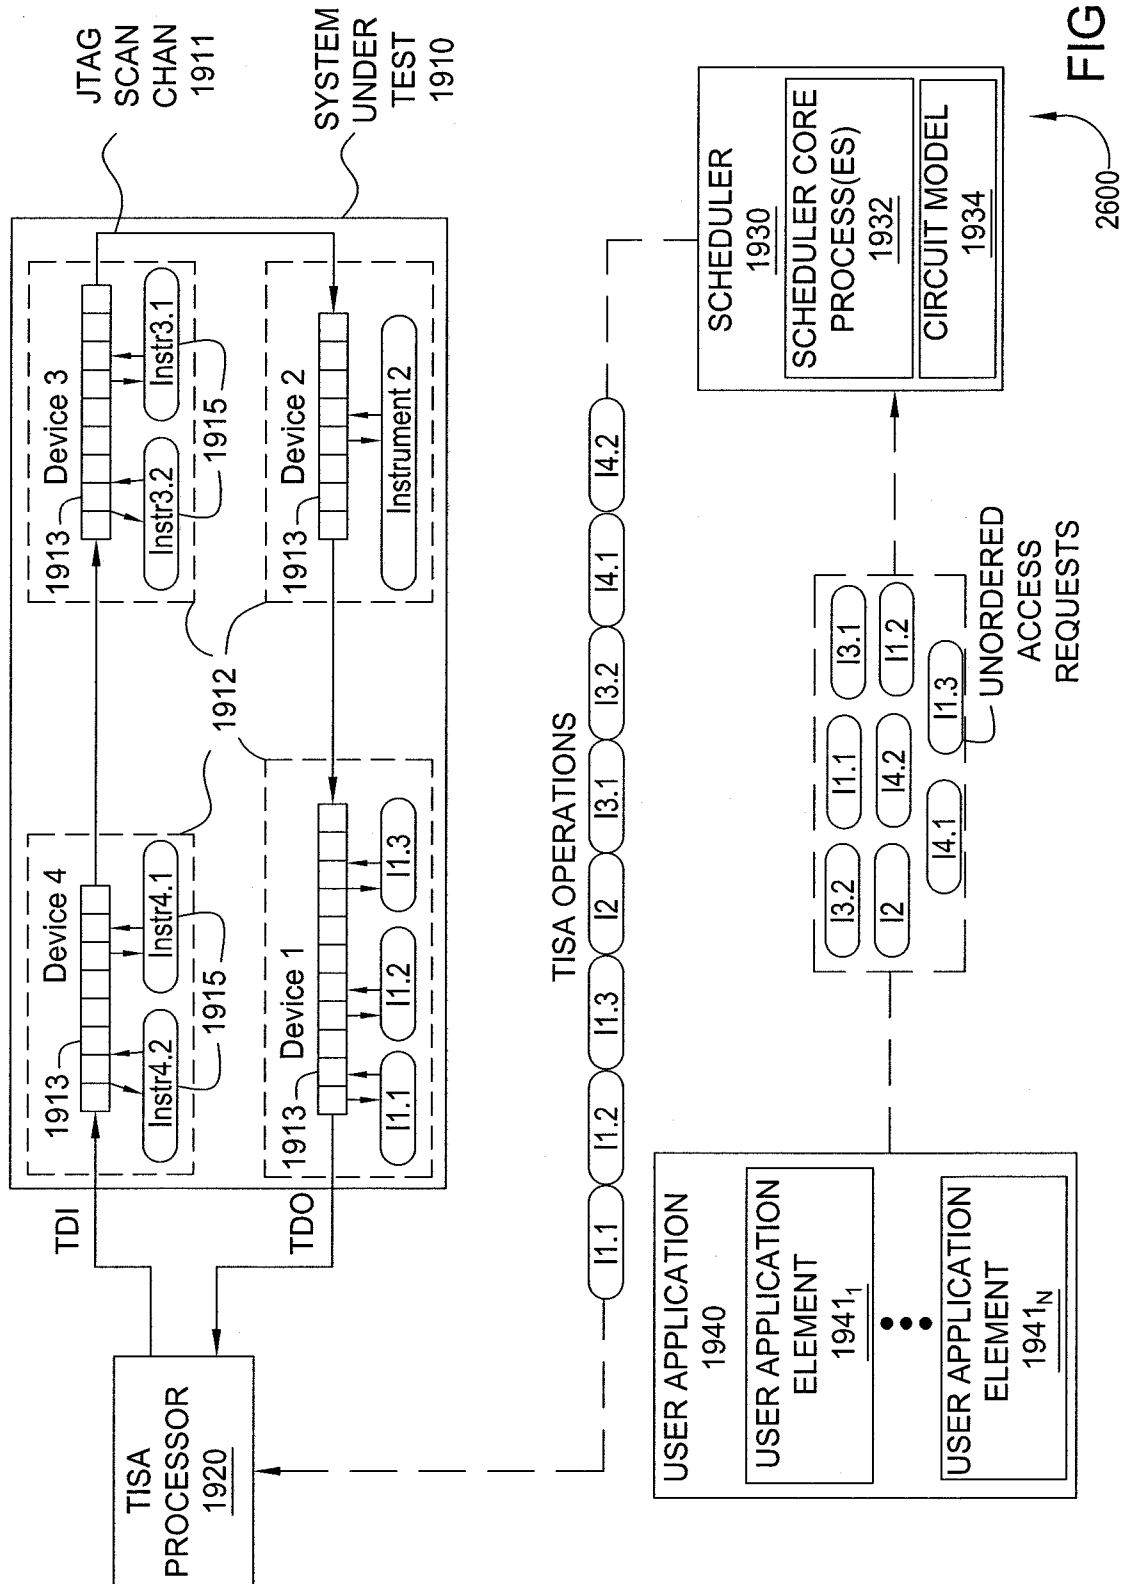 TISA
PROCESSOR
1920
TDI
TDO
1913
Device 4
Instr4.2
Instr4.1
1915
1913
Device 3
Instr3.2
Instr3.1
1915
1912
1913
Device 1
I1.1
I1.2
I1.3
1913
Device 2
Instrument 2
JTAG
SCAN
CHAN
1911
SYSTEM
UNDER
TEST
1910
TISA OPERATIONS
I1.1
I1.2
I1.3
I2
I3.1
I3.2
I4.1
I4.2
USER APPLICATION
1940
USER APPLICATION
ELEMENT
1941₁
USER APPLICATION
ELEMENT
1941N
I3.2
I1.1
I3.1
I2
I4.2
I1.2
I4.1
I1.3
UNORDERED
ACCESS
REQUESTS
SCHEDULER
1930
SCHEDULER CORE
PROCESS(ES)
1932
CIRCUIT MODEL
1934
2600
FIG